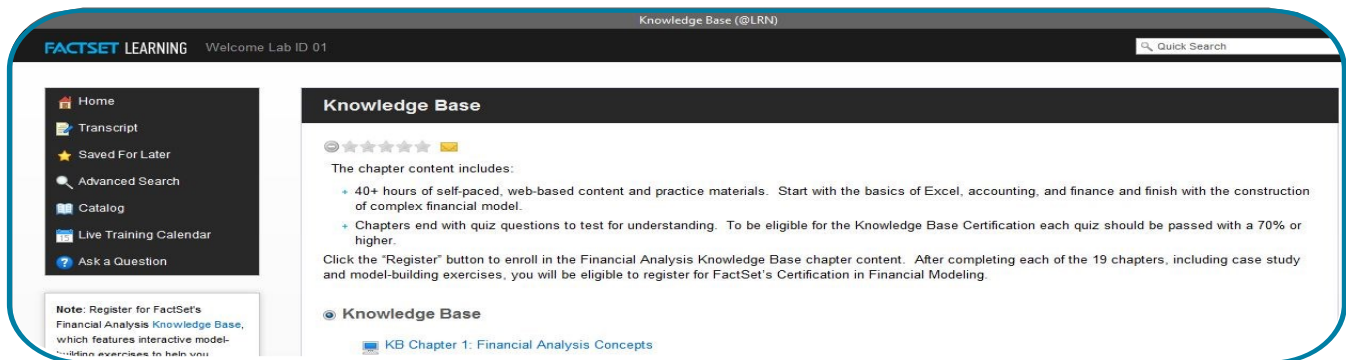 Knowledge Base (@LRN)
FACTSET LEARNING Welcome Lab ID 01
Quick Search
Home
Transcript
Saved For Later
Advanced Search
Catalog
Live Training Calendar
Ask a Question
Note: Register for FactSet's
Financial Analysis Knowledge Base,
which features interactive model-
building exercises to help you
Knowledge Base
The chapter content includes:
40+ hours of self-paced, web-based content and practice materials. Start with the basics of Excel, accounting, and finance and finish with the construction
of complex financial model.
Chapters end with quiz questions to test for understanding. To be eligible for the Knowledge Base Certification each quiz should be passed with a 70% or
higher.
Click the “Register” button to enroll in the Financial Analysis Knowledge Base chapter content. After completing each of the 19 chapters, including case study
and model-building exercises, you will be eligible to register for FactSet’s Certification in Financial Modeling.
Knowledge Base
KB Chapter 1: Financial Analysis Concepts